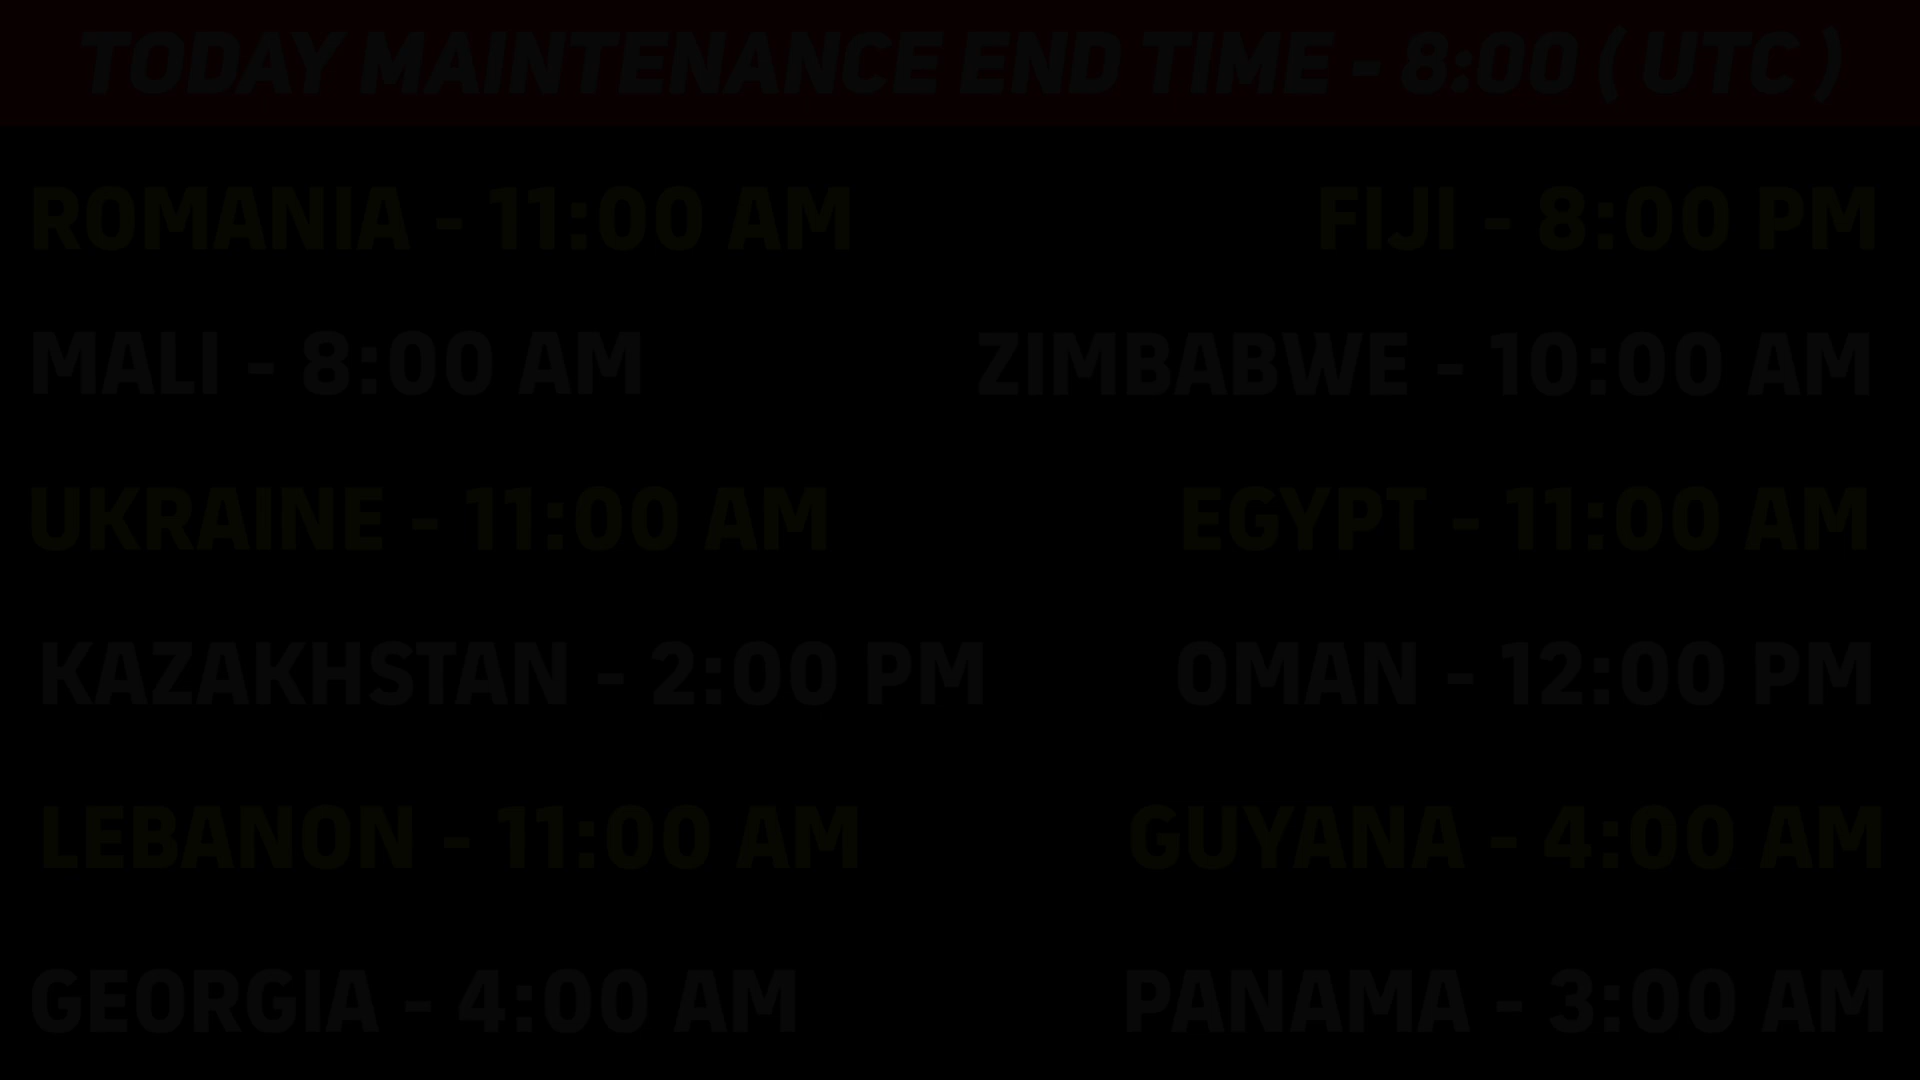 TODAY MAINTENANCE END TIME - 8:00 ( UTC )
ROMANIA - 11:00 AM
FIJI - 8:00 PM
MALI - 8:00 AM
ZIMBABWE - 10:00 AM
UKRAINE - 11:00 AM
EGYPT - 11:00 AM
KAZAKHSTAN - 2:00 PM
OMAN - 12:00 PM
LEBANON - 11:00 AM
GUYANA - 4:00 AM
GEORGIA - 4:00 AM
PANAMA - 3:00 AM